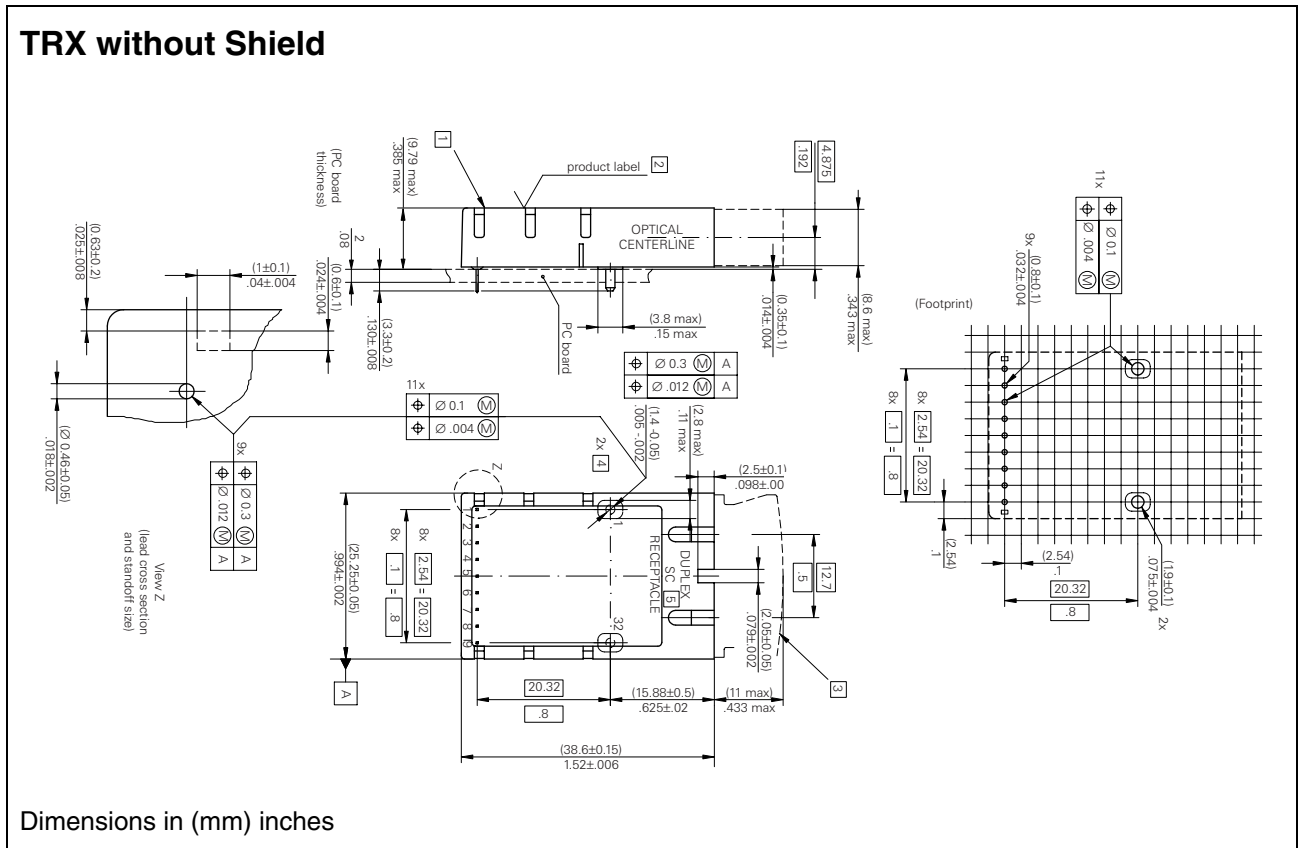 TRX without Shield
(PC board
thickness)
(9.79 max)
.385 max
1
product label 2
4.875
.192
11x
⌖ Ø 0.1 Ⓜ
⌖ Ø .004 Ⓜ
OPTICAL
CENTERLINE
2
.08
(0.63±0.2)
.025±.008
(1±0.1)
.04±.004
(0.6±0.1)
.024±.004
(3.3±0.2)
.130±.008
PC board
(3.8 max)
.15 max
(0.35±0.1)
.014±.004
(8.6 max)
.343 max
(Footprint)
9x
(0.8±0.1)
.032±.004
⌖ Ø 0.3 Ⓜ A
⌖ Ø .012 Ⓜ A
11x
⌖ Ø 0.1 Ⓜ
⌖ Ø .004 Ⓜ
2x 4
(1.4 -0.05)
.005 -.002
(2.8 max)
.11 max
(2.5±0.1)
.098±.00
8x 2.54 = 20.32
8x .1 = .8
(Ø 0.46±0.05)
.018±.002
9x
⌖ Ø 0.3 Ⓜ A
⌖ Ø .012 Ⓜ A
View Z
(lead cross section
and standoff size)
Z
(25.25±0.05)
.994±.002
A
8x 2.54 = 20.32
8x .1 = .8
1
2
3
4
5
6
7
8
9
.1
.32
DUPLEX
SC 5
RECEPTACLE
(2.05±0.05)
.079±.002
12.7
.5
3
20.32
.8
(15.88±0.5)
.625±.02
(11 max)
.433 max
(38.6±0.15)
1.52±.006
(2.54)
.1
(2.54)
.1
20.32
.8
(1.9±0.1)
.075±.004
2x
Dimensions in (mm) inches